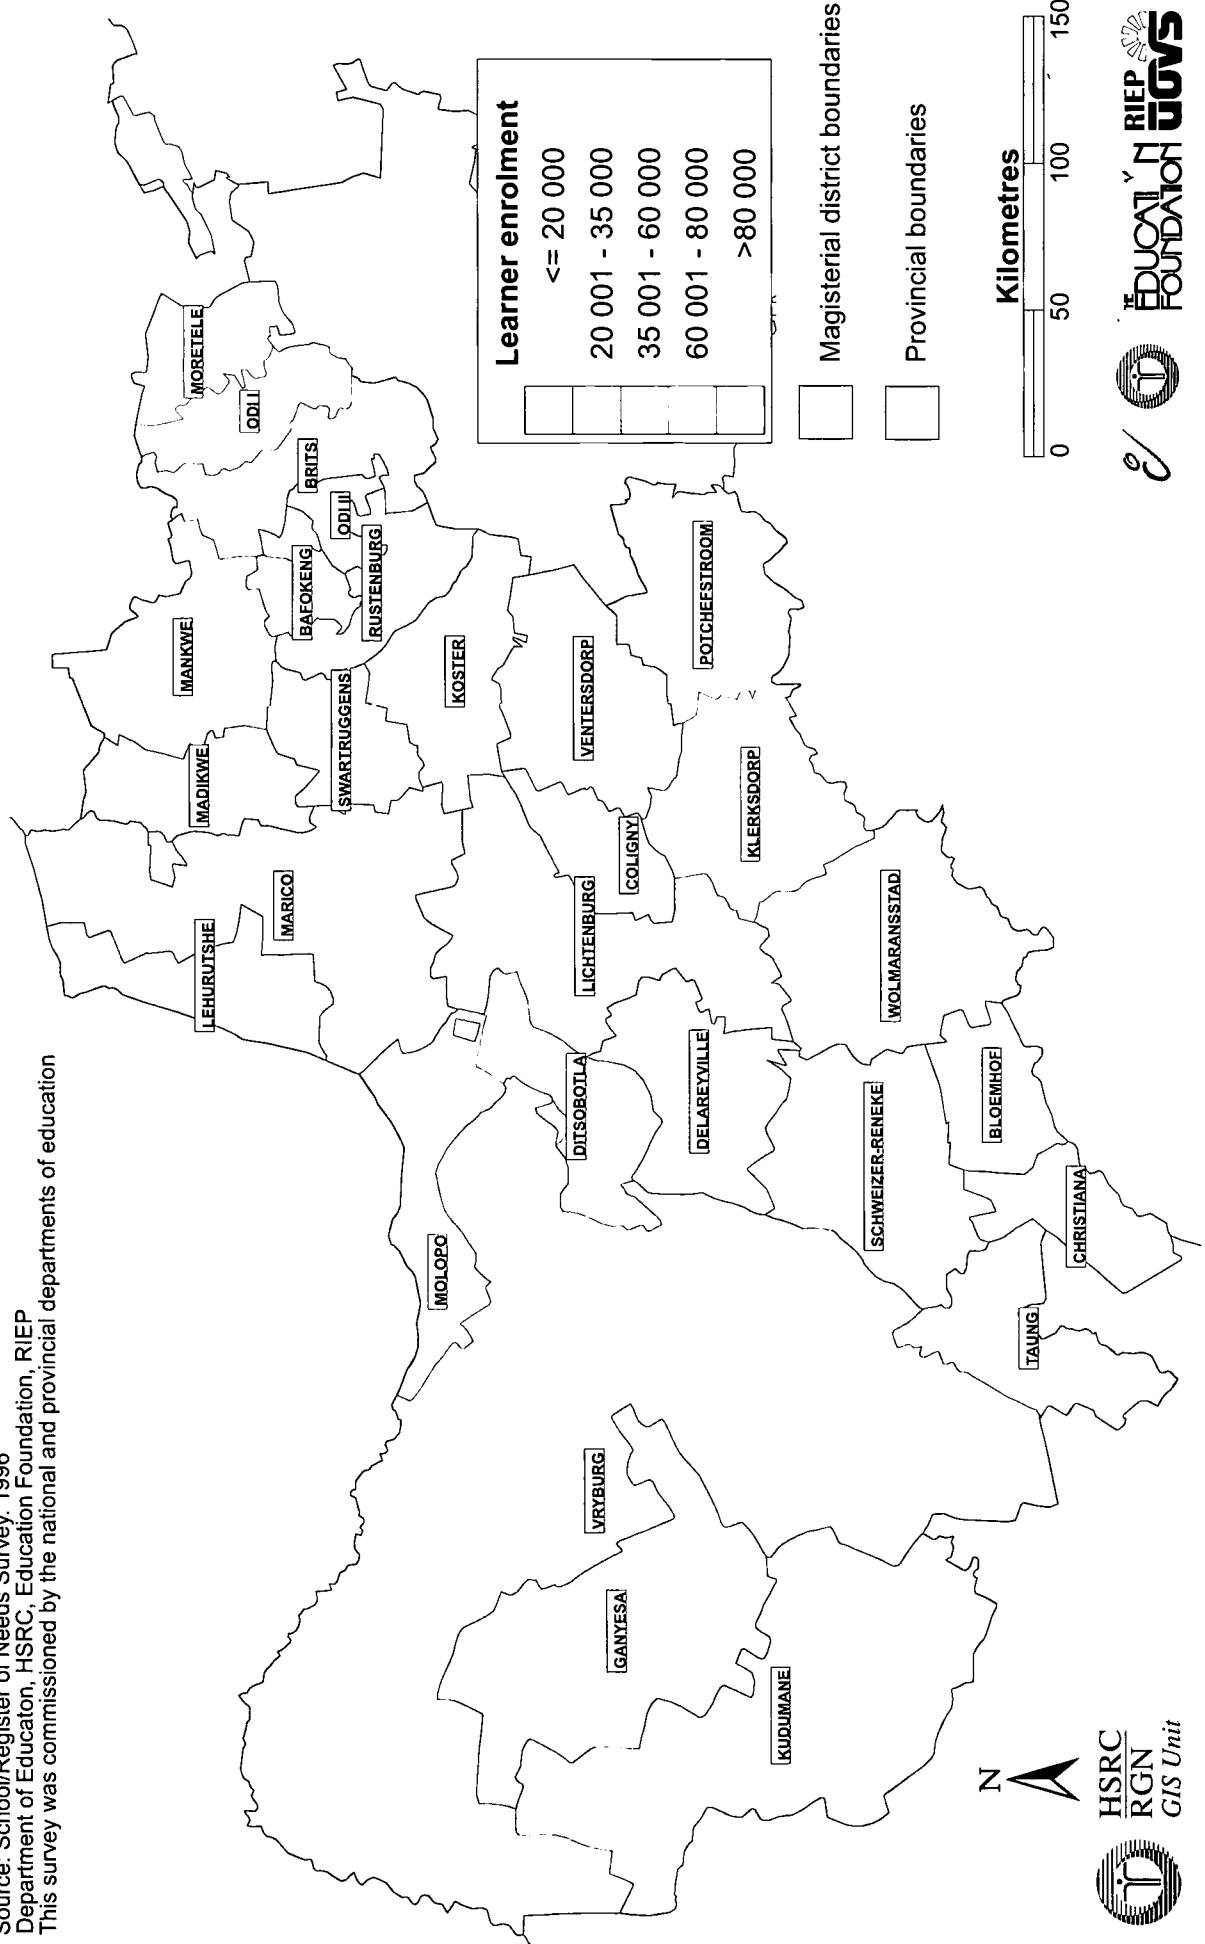 Source: School/Register of Needs Survey: 1996
Department of Educaton, HSRC, Education Foundation, RIEP
This survey was commissioned by the national and provincial departments of education
LEHURUTSHE
MARICO
MADIKWE
MANKWE
SWARTRUGGENS
BAFOKENG
RUSTENBURG
ODI II
BRITS
ODI I
MORETELE
KOSTER
VENTERSDORP
POTCHEFSTROOM
KLERKSDORP
COLIGNY
LICHTENBURG
DITSOBOTLA
DELAREYVILLE
WOLMARANSSTAD
SCHWEIZER-RENEKE
BLOEMHOF
CHRISTIANA
TAUNG
MOLOPO
VRYBURG
GANYESA
KUDUMANE
Learner enrolment
<= 20 000
20 001 - 35 000
35 001 - 60 000
60 001 - 80 000
>80 000
Magisterial district boundaries
Provincial boundaries
Kilometres
0 50 100 150
N
HSRC
RGN
GIS Unit
THE
EDUCATI N
FOUNDATION
RIEP
UOVS